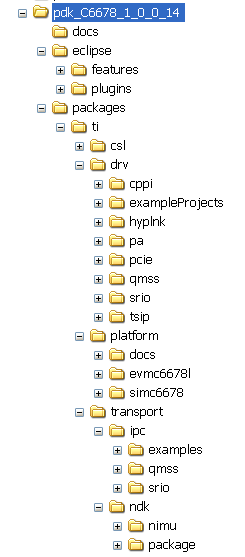 pdk_C6678_1_0_0_14
docs
eclipse
features
plugins
packages
ti
csl
drv
cppi
exampleProjects
hyplnk
pa
pcie
qmss
srio
tsip
platform
docs
evmc6678l
simc6678
transport
ipc
examples
qmss
srio
ndk
nimu
package